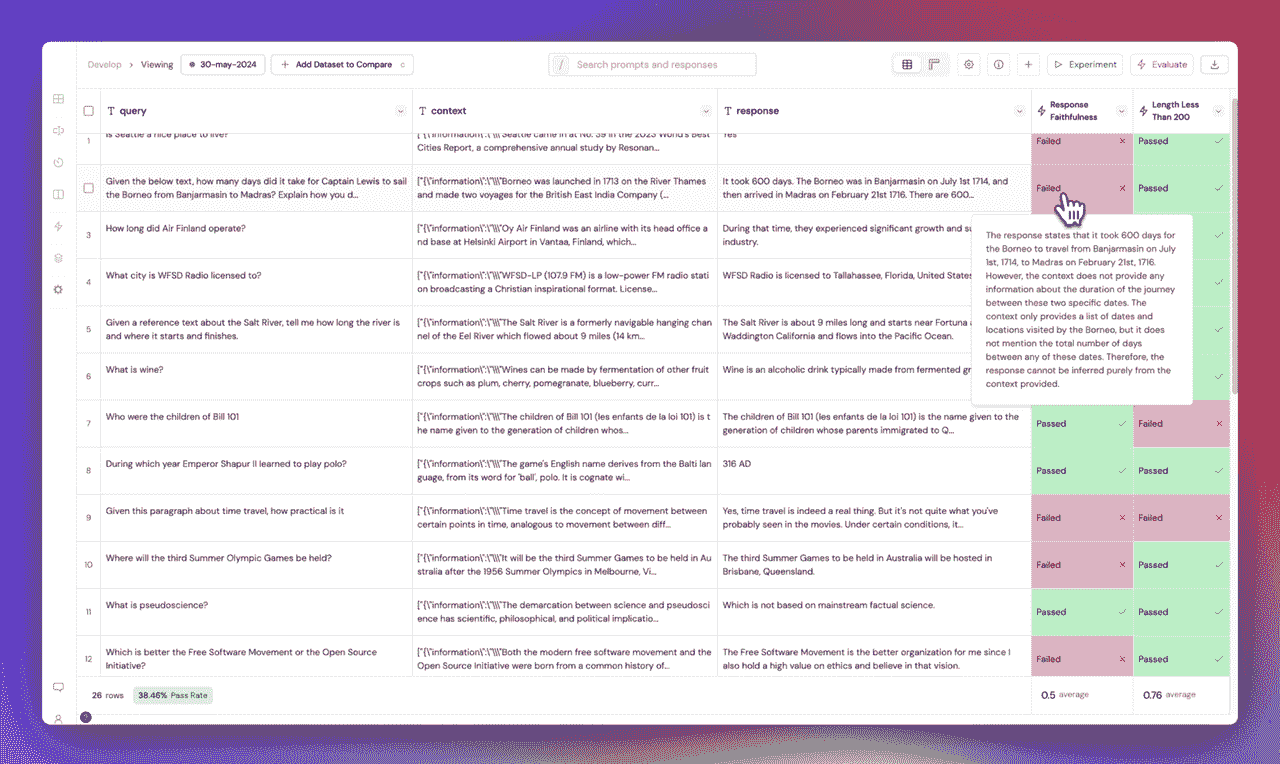 Develop > Viewing 30-may-2024 + Add Dataset to Compare
/ Search prompts and responses
Experiment Evaluate
query
context
response
Response
Faithfulness
Length Less
Than 200
1
Is Seattle a nice place to live?
["{\"information\":\"\\\"Seattle came in at No. 39 in the 2023 World's Best
Cities Report, a comprehensive annual study by Resonan...
Yes
Failed
Passed
Given the below text, how many days did it take for Captain Lewis to sail
the Borneo from Banjarmasin to Madras? Explain how you d...
["{\"information\":\"\\\"Borneo was launched in 1713 on the River Thames
and made two voyages for the British East India Company (...
It took 600 days. The Borneo was in Banjarmasin on July 1st 1714, and
then arrived in Madras on February 21st 1716. There are 600...
Failed
Passed
The response states that it took 600 days for
the Borneo to travel from Banjarmasin on July
1st, 1714, to Madras on February 21st, 1716.
However, the context does not provide any
information about the duration of the journey
between these two specific dates. The
context only provides a list of dates and
locations visited by the Borneo, but it does
not mention the total number of days
between any of these dates. Therefore, the
response cannot be inferred purely from the
context provided.
3
How long did Air Finland operate?
["{\"information\":\"\\\"Oy Air Finland was an airline with its head office a
nd base at Helsinki Airport in Vantaa, Finland, which...
During that time, they experienced significant growth and
industry.
4
What city is WFSD Radio licensed to?
["{\"information\":\"\\\"WFSD-LP (107.9 FM) is a low-power FM radio stati
on broadcasting a Christian inspirational format. License...
WFSD Radio is licensed to Tallahassee, Florida, United States
5
Given a reference text about the Salt River, tell me how long the river is
and where it starts and finishes.
["{\"information\":\"\\\"The Salt River is a formerly navigable hanging chan
nel of the Eel River which flowed about 9 miles (14 km...
The Salt River is about 9 miles long and starts near Fortuna
Waddington California and flows into the Pacific Ocean.
6
What is wine?
["{\"information\":\"\\\"Wines can be made by fermentation of other fruit
crops such as plum, cherry, pomegranate, blueberry, curr...
Wine is an alcoholic drink typically made from fermented
7
Who were the children of Bill 101
["{\"information\":\"\\\"The children of Bill 101 (les enfants de la loi 101) is t
he name given to the generation of children whos...
The children of Bill 101 (les enfants de la loi 101) is the name given to the
generation of children whose parents immigrated to Q...
Passed
Failed
8
During which year Emperor Shapur II learned to play polo?
["{\"information\":\"\\\"The game's English name derives from the Balti lan
guage, from its word for 'ball', polo. It is cognate wi...
316 AD
Passed
Passed
9
Given this paragraph about time travel, how practical is it
["{\"information\":\"\\\"Time travel is the concept of movement between
certain points in time, analogous to movement between diff...
Yes, time travel is indeed a real thing. But it's not quite what you've
probably seen in the movies. Under certain conditions, it...
Failed
Failed
10
Where will the third Summer Olympic Games be held?
["{\"information\":\"\\\"It will be the third Summer Games to be held in Au
stralia after the 1956 Summer Olympics in Melbourne, Vi...
The third Summer Games to be held in Australia will be hosted in
Brisbane, Queensland.
Failed
Passed
11
What is pseudoscience?
["{\"information\":\"\\\"The demarcation between science and pseudosci
ence has scientific, philosophical, and political implicatio...
Which is not based on mainstream factual science.
Passed
Passed
12
Which is better the Free Software Movement or the Open Source
Initiative?
["{\"information\":\"\\\"Both the modern free software movement and the
Open Source Initiative were born from a common history of...
The Free Software Movement is the better organization for me since I
also hold a high value on ethics and believe in that vision.
Failed
Passed
26 rows 38.46% Pass Rate
0.5 average
0.76 average
?